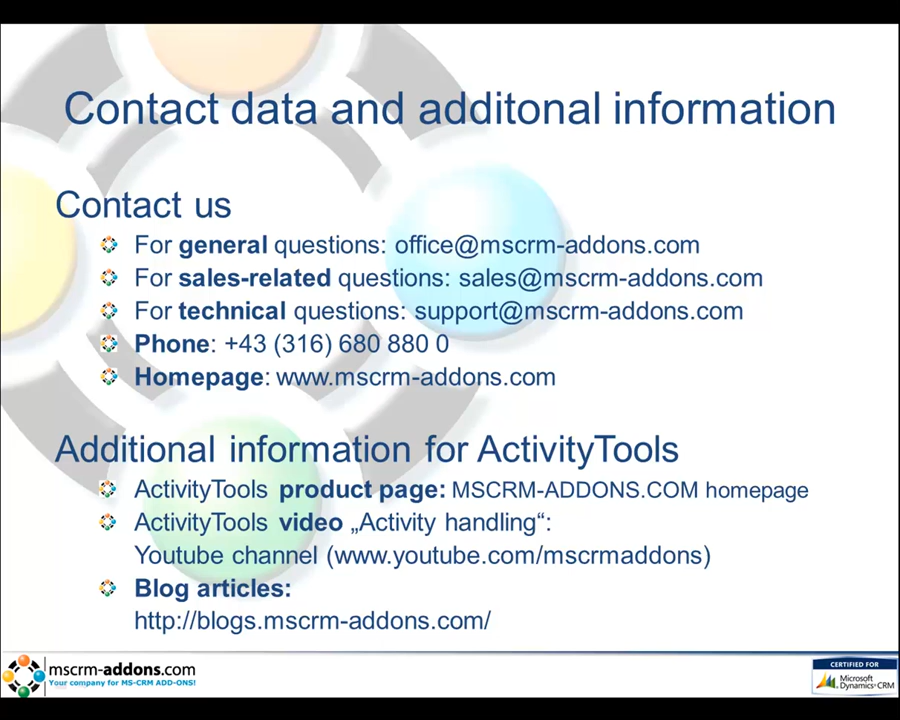 Contact data and additonal information
Contact us
For general questions: office@mscrm-addons.com
For sales-related questions: sales@mscrm-addons.com
For technical questions: support@mscrm-addons.com
Phone: +43 (316) 680 880 0
Homepage: www.mscrm-addons.com
Additional information for ActivityTools
ActivityTools product page: MSCRM-ADDONS.COM homepage
ActivityTools video „Activity handling“:
Youtube channel (www.youtube.com/mscrmaddons)
Blog articles:
http://blogs.mscrm-addons.com/
mscrm-addons.com
Your company for MS-CRM ADD-ONS!
CERTIFIED FOR
Microsoft
Dynamics CRM